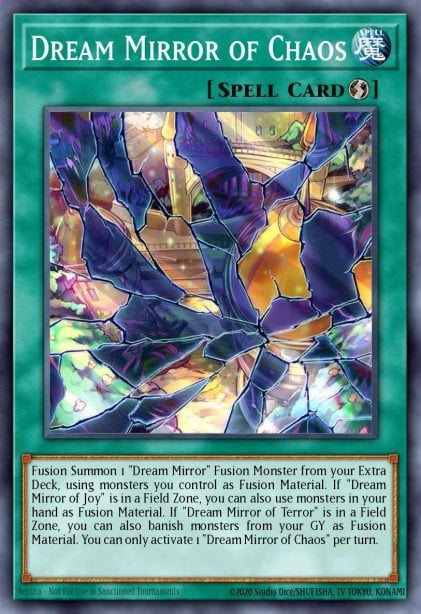 DREAM MIRROR OF CHAOS
SPELL
魔
[SPELL CARD]
Fusion Summon 1 "Dream Mirror" Fusion Monster from your Extra
Deck, using monsters you control as Fusion Material. If "Dream
Mirror of Joy" is in a Field Zone, you can also use monsters in your
hand as Fusion Material. If "Dream Mirror of Terror" is in a Field
Zone, you can also banish monsters from your GY as Fusion
Material. You can only activate 1 "Dream Mirror of Chaos" per turn.
Replica - Not For Use in Sanctioned Tournaments
©2020 Studio Dice/SHUEISHA, TV TOKYO, KONAMI